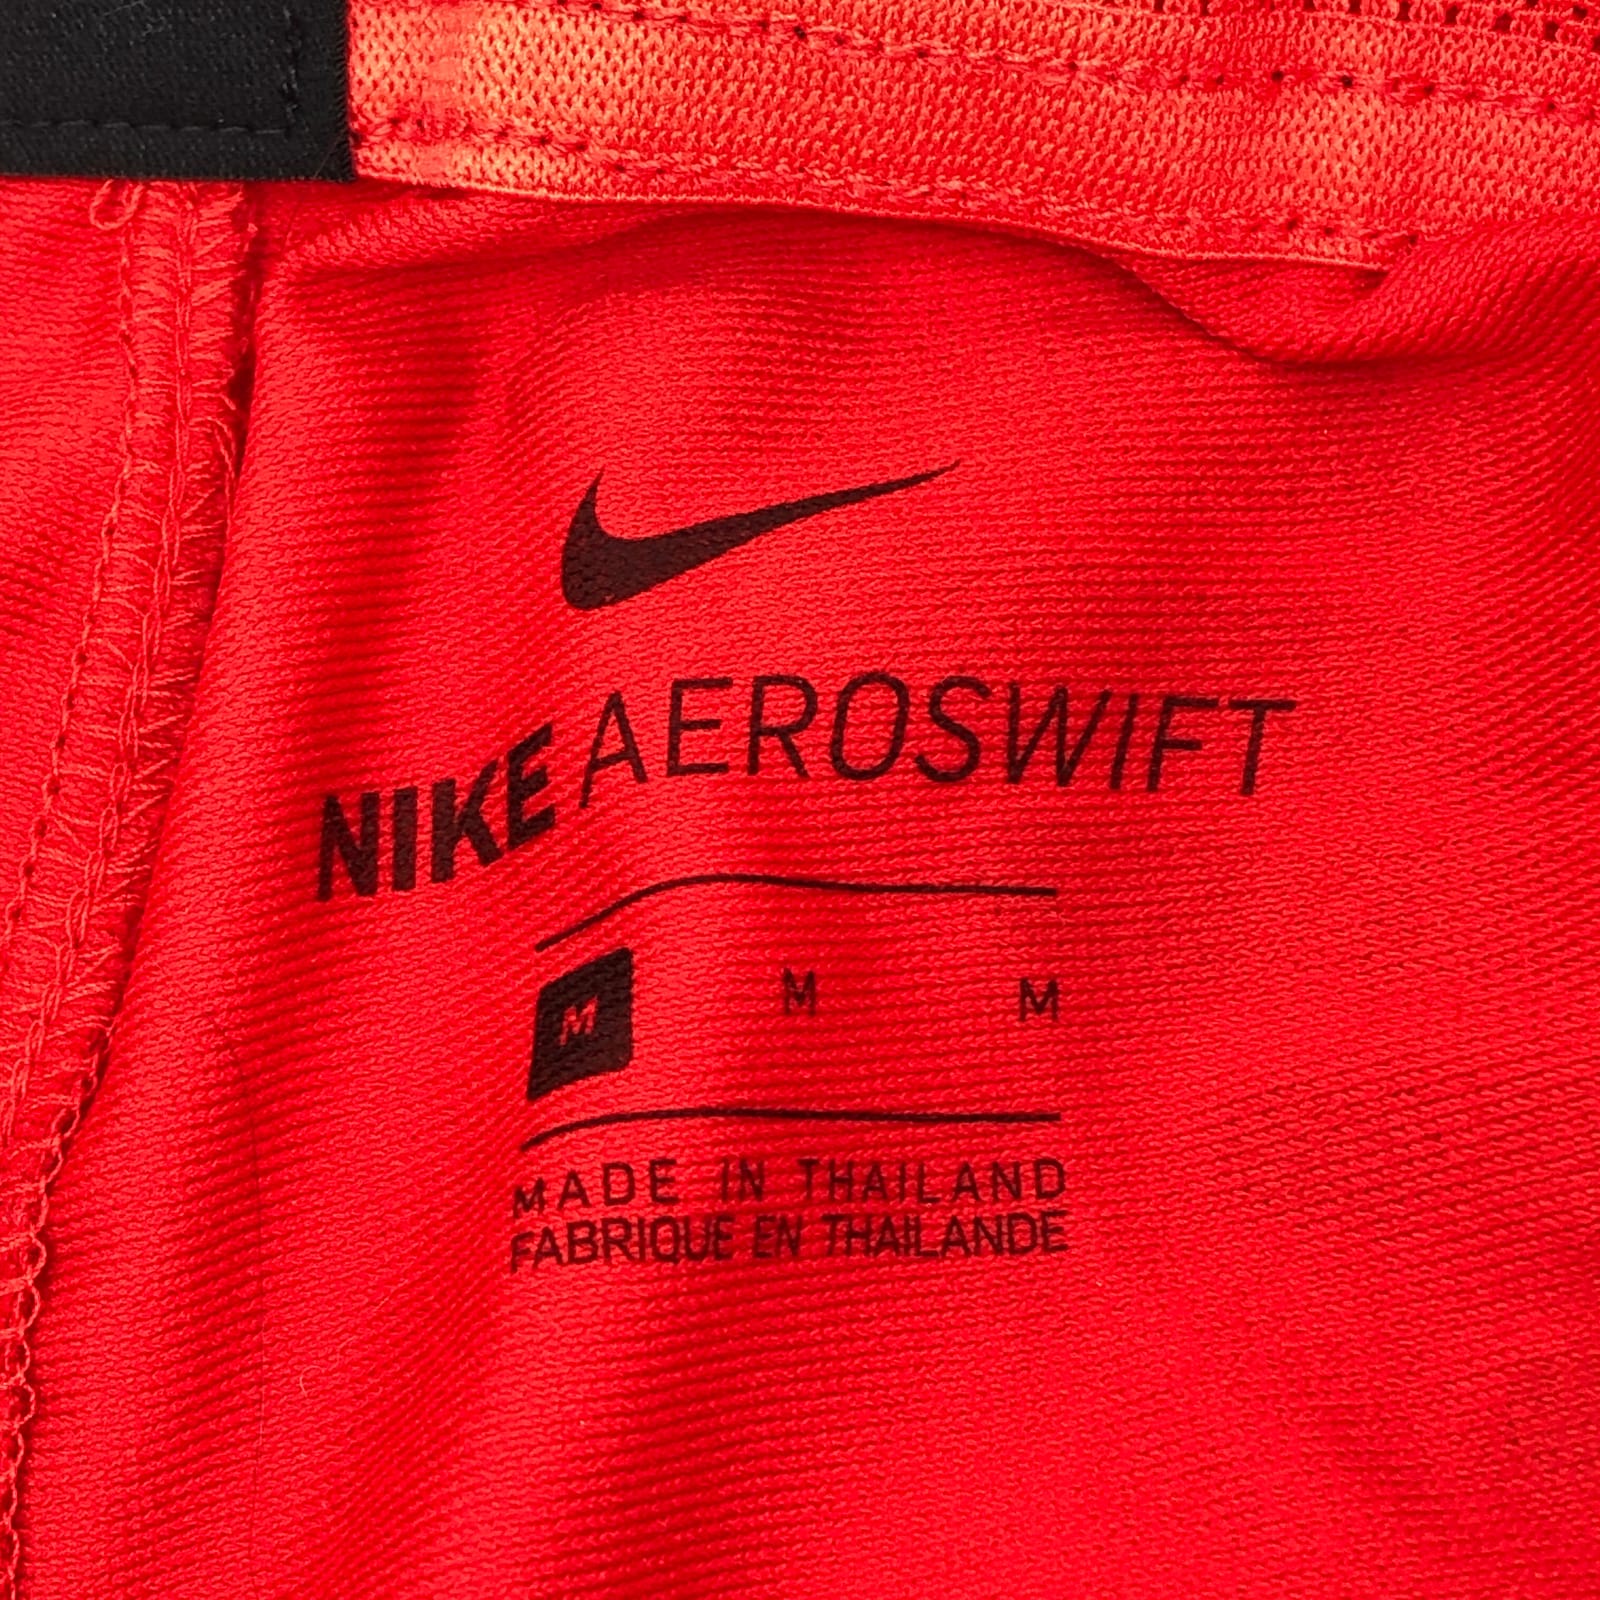 NIKE AEROSWIFT
M M M
MADE IN THAILAND
FABRIQUE EN THAILANDE